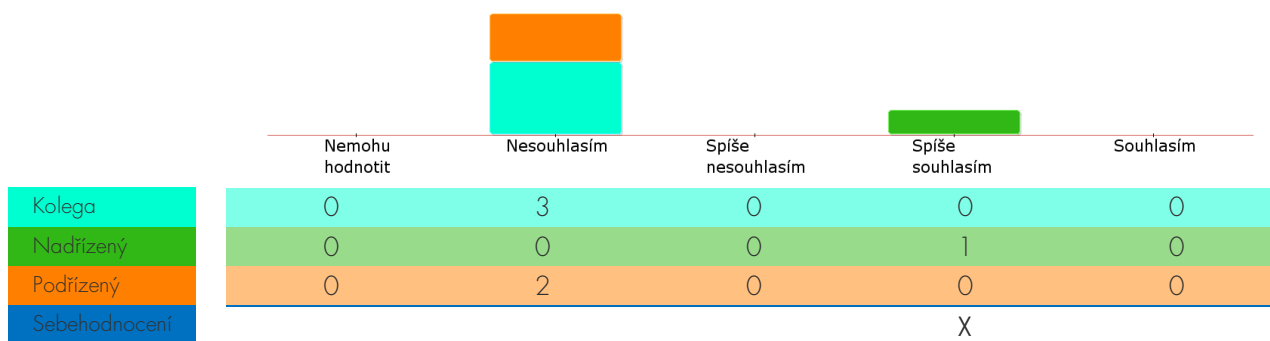 Nemohu hodnotit
Nesouhlasím
Spíše nesouhlasím
Spíše souhlasím
Souhlasím
Kolega 0 3 0 0 0
Nadřízený 0 0 0 1 0
Podřízený 0 2 0 0 0
Sebehodnocení X